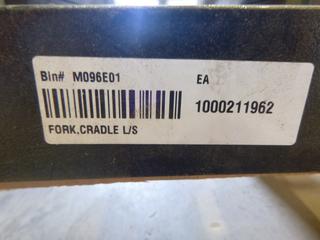 Bin# M096E01 EA
1000211962
FORK,CRADLE L/S